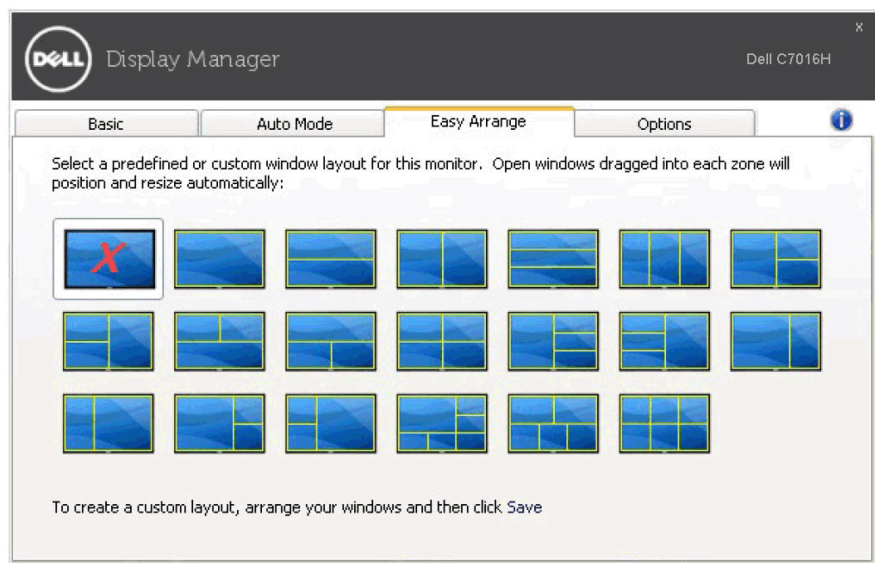 x
DELL Display Manager Dell C7016H
Basic Auto Mode Easy Arrange Options i
Select a predefined or custom window layout for this monitor. Open windows dragged into each zone will
position and resize automatically:
X
To create a custom layout, arrange your windows and then click Save